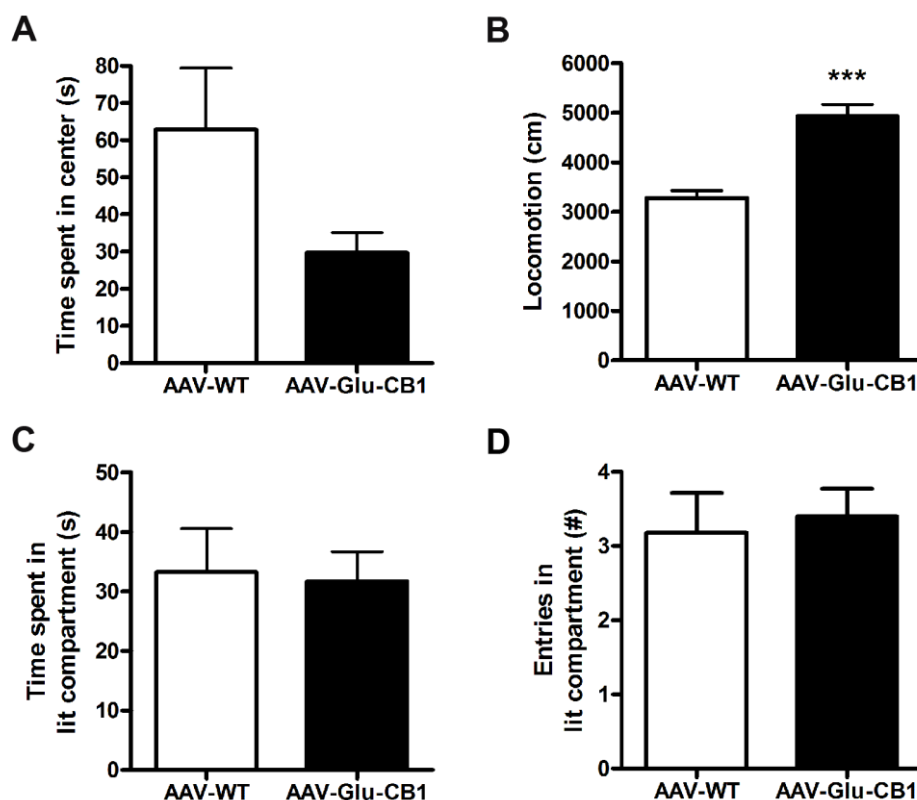 A
Time spent in center (s)
80
70
60
50
40
30
20
10
0
AAV-WT AAV-Glu-CB1
B
Locomotion (cm)
6000
5000
4000
3000
2000
1000
0
***
AAV-WT AAV-Glu-CB1
C
Time spent in
lit compartment (s)
50
40
30
20
10
0
AAV-WT AAV-Glu-CB1
D
Entries in
lit compartment (#)
4
3
2
1
0
AAV-WT AAV-Glu-CB1